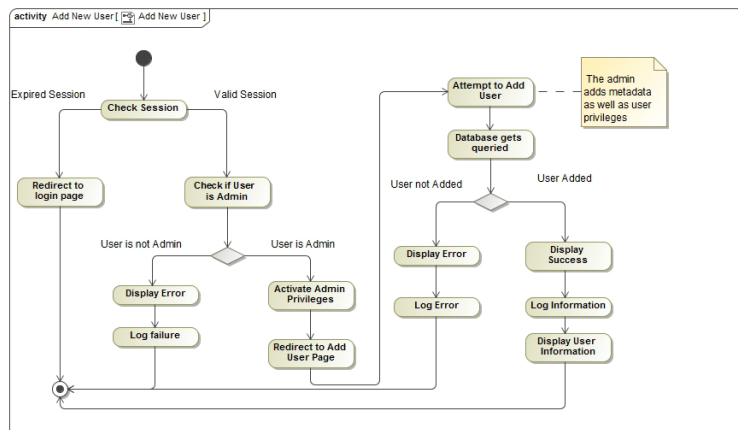 activity Add New User [ Add New User ]
Expired Session
Valid Session
Check Session
Redirect to
login page
Check if User
is Admin
User is not Admin
User is Admin
Display Error
Log failure
Activate Admin
Privileges
Redirect to Add
User Page
Attempt to Add
User
The admin
adds metadata
as well as user
privileges
Database gets
queried
User not Added
User Added
Display Error
Log Error
Display
Success
Log Information
Display User
Information